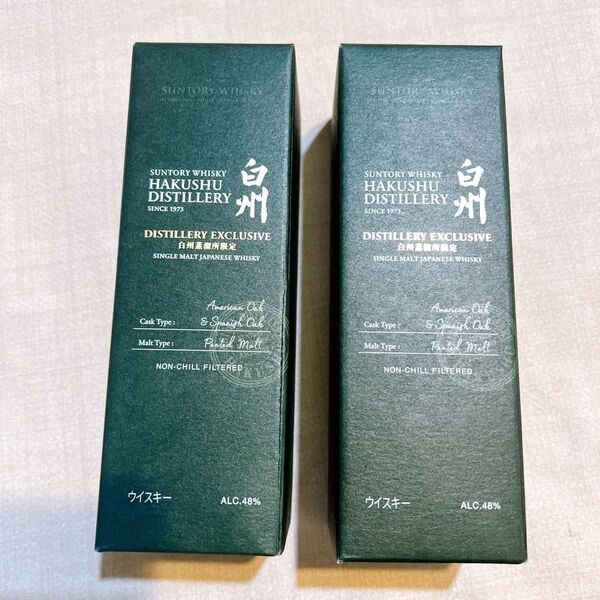 SUNTORY WHISKY
SUNTORY WHISKY
HAKUSHU
DISTILLERY
SINCE 1973
白州
DISTILLERY EXCLUSIVE
白州蒸溜所限定
SINGLE MALT JAPANESE WHISKY
American Oak
Cask Type : & Spanish Oak
Malt Type : Peated Malt
NON-CHILL FILTERED
ウイスキー ALC.48%
SUNTORY WHISKY
SUNTORY WHISKY
HAKUSHU
DISTILLERY
SINCE 1973
白州
DISTILLERY EXCLUSIVE
白州蒸溜所限定
SINGLE MALT JAPANESE WHISKY
American Oak
Cask Type : & Spanish Oak
Malt Type : Peated Malt
NON-CHILL FILTERED
ウイスキー ALC.48%